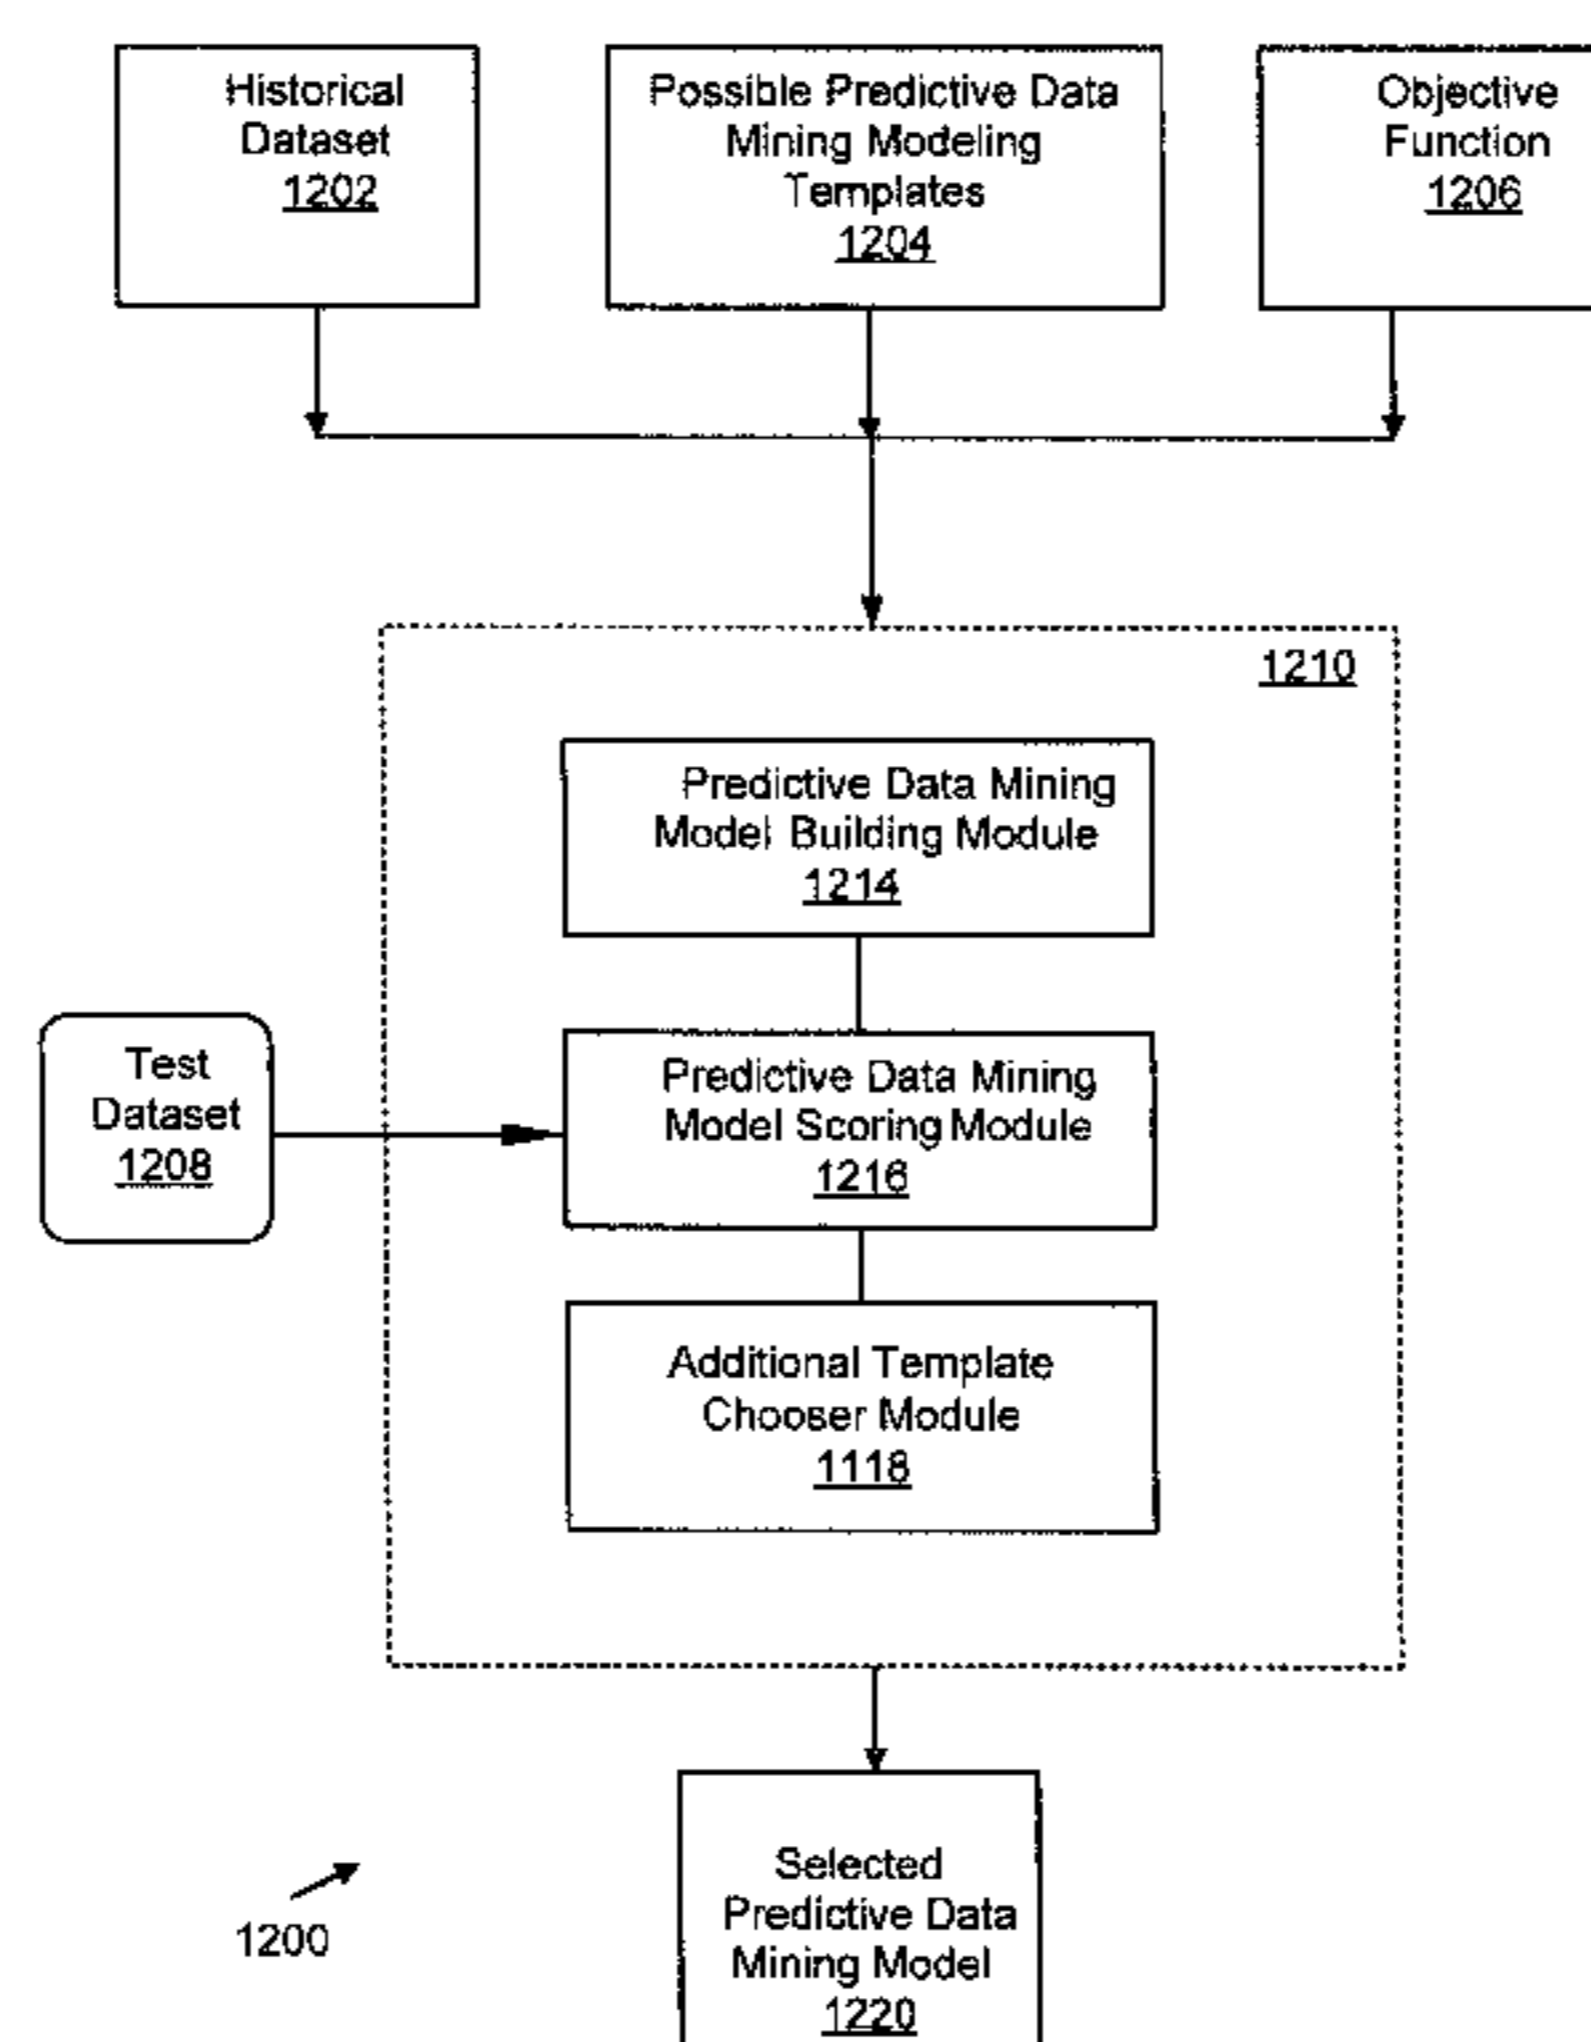 Historical
Dataset
1202
Possible Predictive Data
Mining Modeling
Templates
1204
Objective
Function
1206
1210
Predictive Data Mining
Model Building Module
1214
Test
Dataset
1208
Predictive Data Mining
Model Scoring Module
1216
Additional Template
Chooser Module
1118
1200
Selected
Predictive Data
Mining Model
1220